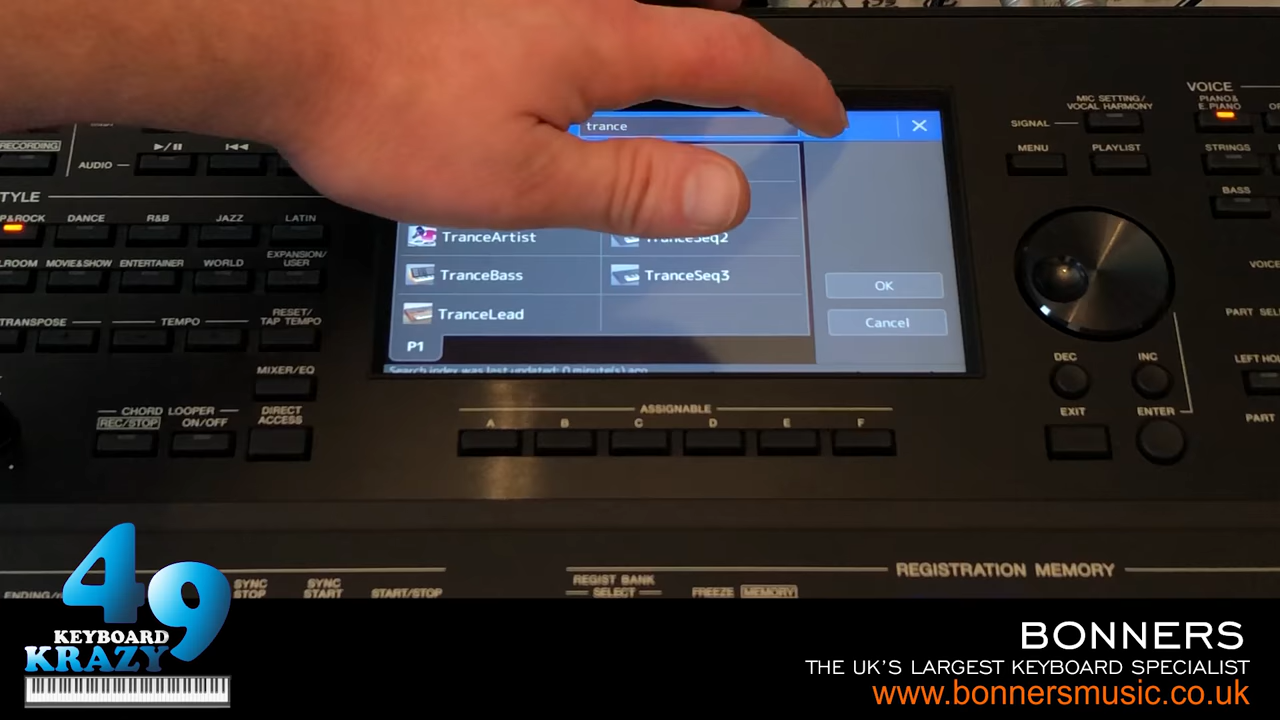 VOICE
MIC SETTING/
VOCAL HARMONY
PIANO&
E.PIANO
SIGNAL
trance
RECORDING
AUDIO
MENU
PLAYLIST
STRINGS
BASS
DANCE
R&B
JAZZ
LATIN
TranceArtist
TranceSeq2
MOVIE&SHOW
ENTERTAINER
WORLD
EXPANSION/
USER
TranceBass
TranceSeq3
OK
TempO
RESET/
TAP TEMPO
TranceLead
Cancel
P1
DEC
INC
MIXER/EQ
CHORD LOOPER
REC/STOP
ON/OFF
DIRECT
ACCESS
ASSIGNABLE
A B C D E F
EXIT
ENTER
REGISTRATION MEMORY
REGIST BANK
SELECT
FREEZE
MEMORY
SYNC
STOP
SYNC
START
START/STOP
49
KEYBOARD
KRAZY
BONNERS
THE UK'S LARGEST KEYBOARD SPECIALIST
www.bonnersmusic.co.uk